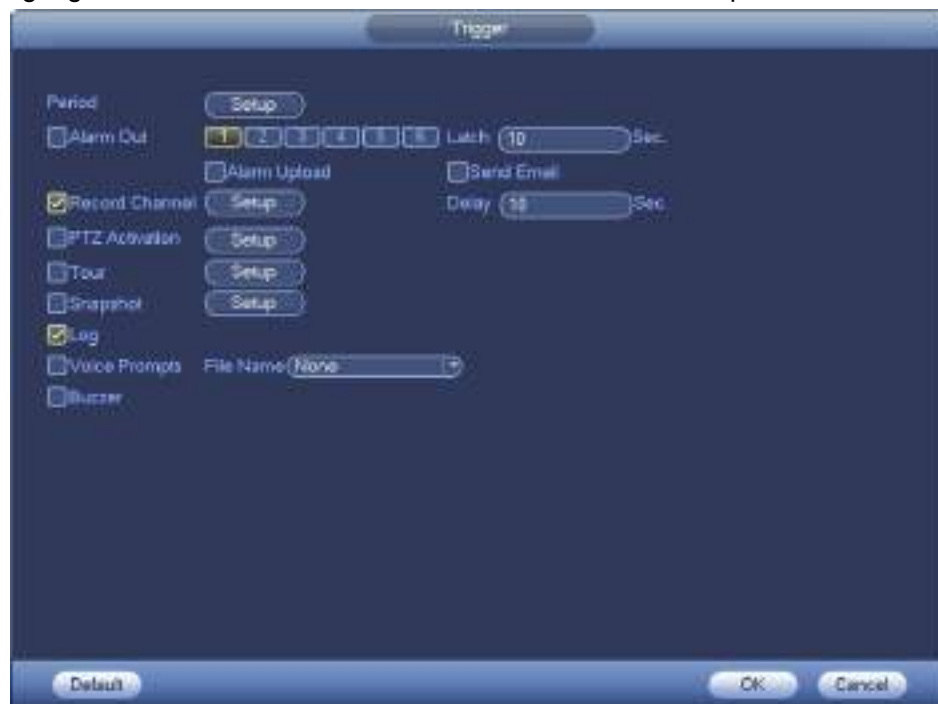 Trigger
Period Setup
Alarm Out 1 2 3 4 5 6 Latch 10 Sec.
Alarm Upload Send Email
Record Channel Setup Delay 10 Sec.
PTZ Activation Setup
Tour Setup
Snapshot Setup
Log
Voice Prompts File Name None
Buzzer
Default OK Cancel